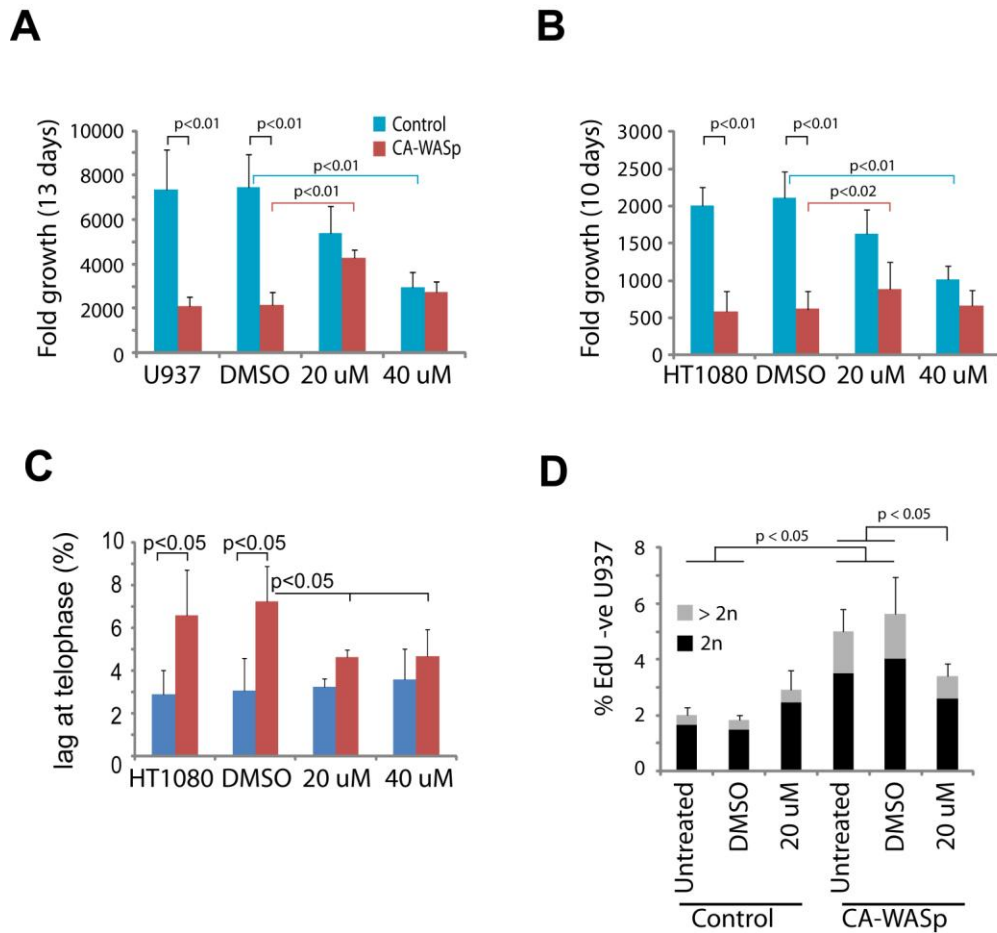 A
Fold growth (13 days)
10000
8000
6000
4000
2000
0
p<0.01
p<0.01
Control
CA-WASp
p<0.01
p<0.01
U937 DMSO 20 uM 40 uM
B
Fold growth (10 days)
3000
2500
2000
1500
1000
500
0
p<0.01
p<0.01
p<0.01
p<0.02
HT1080 DMSO 20 uM 40 uM
C
lag at telophase (%)
10
8
6
4
2
0
p<0.05
p<0.05
p<0.05
HT1080 DMSO 20 uM 40 uM
D
% EdU -ve U937
8
6
4
2
0
p < 0.05
p < 0.05
> 2n
2n
Untreated
DMSO
20 uM
Untreated
DMSO
20 uM
Control
CA-WASp